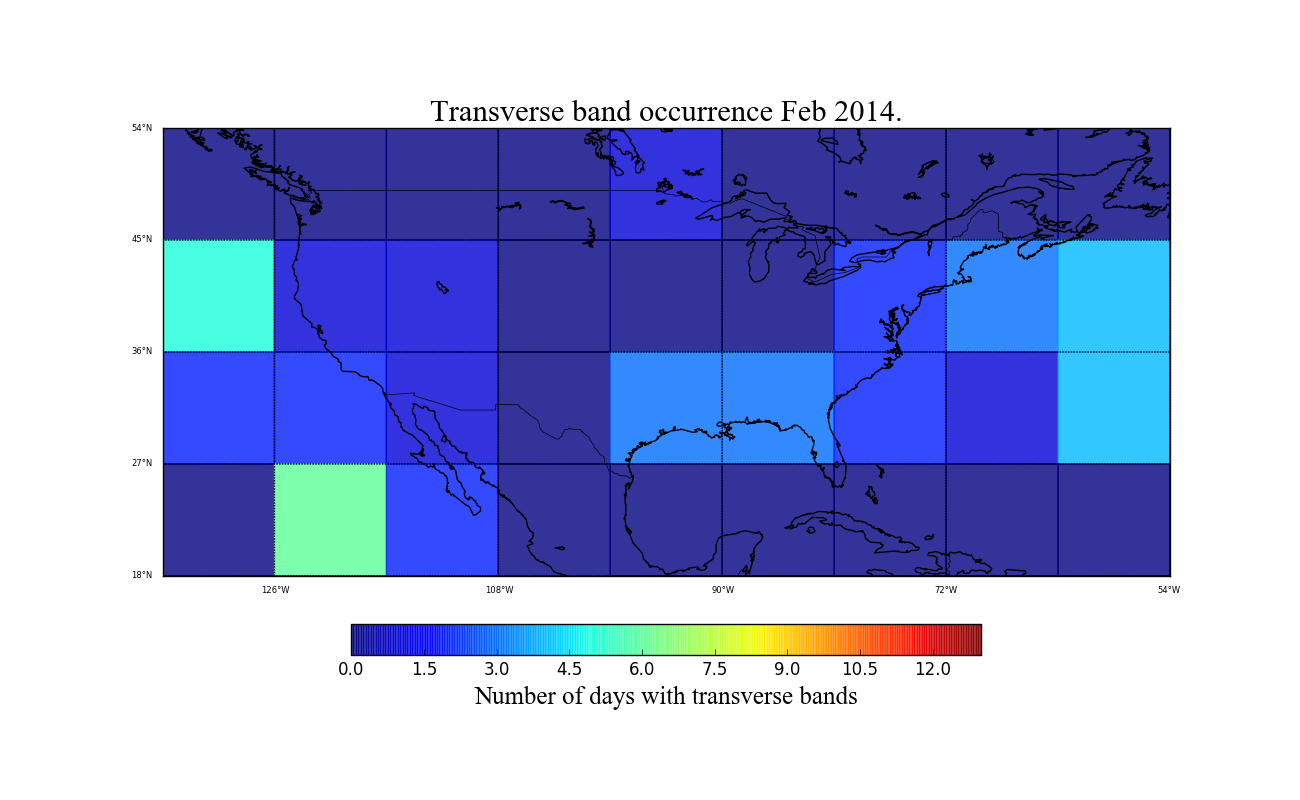 Transverse band occurrence Feb 2014.
54°N
45°N
36°N
27°N
18°N
126°W 108°W 90°W 72°W 54°W
0.0 1.5 3.0 4.5 6.0 7.5 9.0 10.5 12.0
Number of days with transverse bands